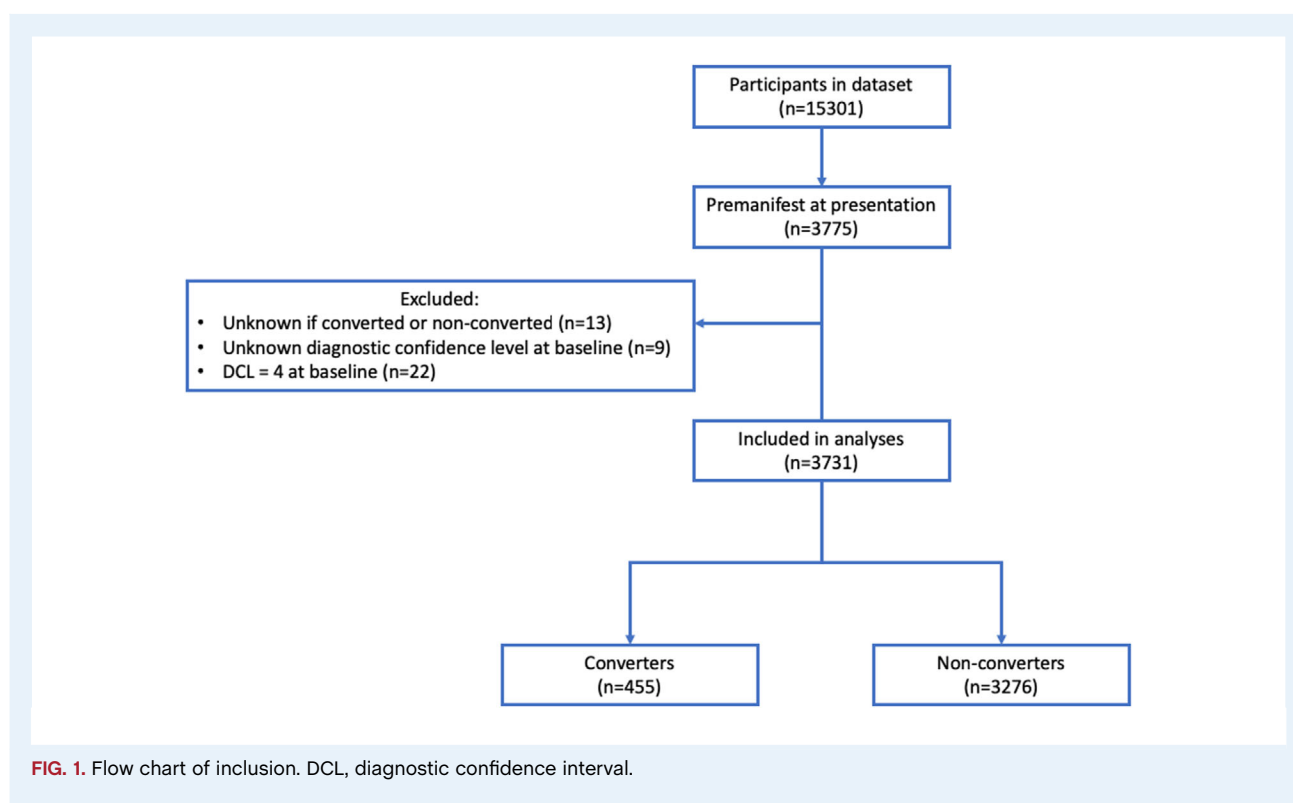 Participants in dataset
(n=15301)
Premanifest at presentation
(n=3775)
Excluded:
• Unknown if converted or non-converted (n=13)
• Unknown diagnostic confidence level at baseline (n=9)
• DCL = 4 at baseline (n=22)
Included in analyses
(n=3731)
Converters
(n=455)
Non-converters
(n=3276)
FIG. 1. Flow chart of inclusion. DCL, diagnostic confidence interval.